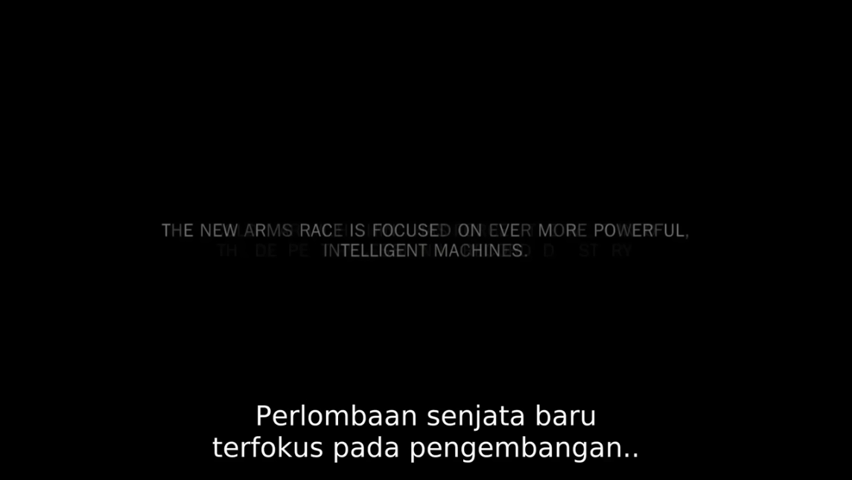 THE NEW ARMS RACE IS FOCUSED ON EVER MORE POWERFUL,
INTELLIGENT MACHINES.
Perlombaan senjata baru
terfokus pada pengembangan..